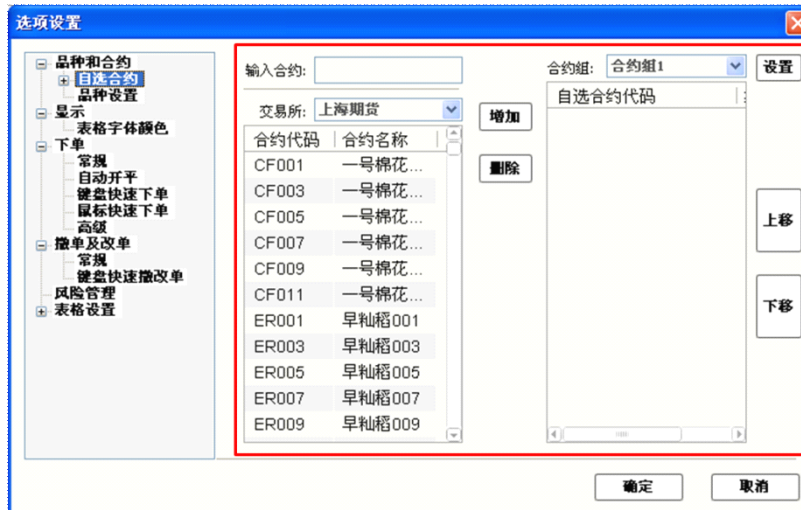 选项设置
品种和合约
自选合约
品种设置
显示
表格字体颜色
下单
常规
自动开平
键盘快速下单
鼠标快速下单
高级
撤单及改单
常规
键盘快速撤改单
风险管理
表格设置
输入合约:
交易所: 上海期货
合约代码 合约名称
CF001 一号棉花...
CF003 一号棉花...
CF005 一号棉花...
CF007 一号棉花...
CF009 一号棉花...
CF011 一号棉花...
ER001 早籼稻001
ER003 早籼稻003
ER005 早籼稻005
ER007 早籼稻007
ER009 早籼稻009
增加
删除
合约组: 合约组1 设置
自选合约代码
上移
下移
确定 取消